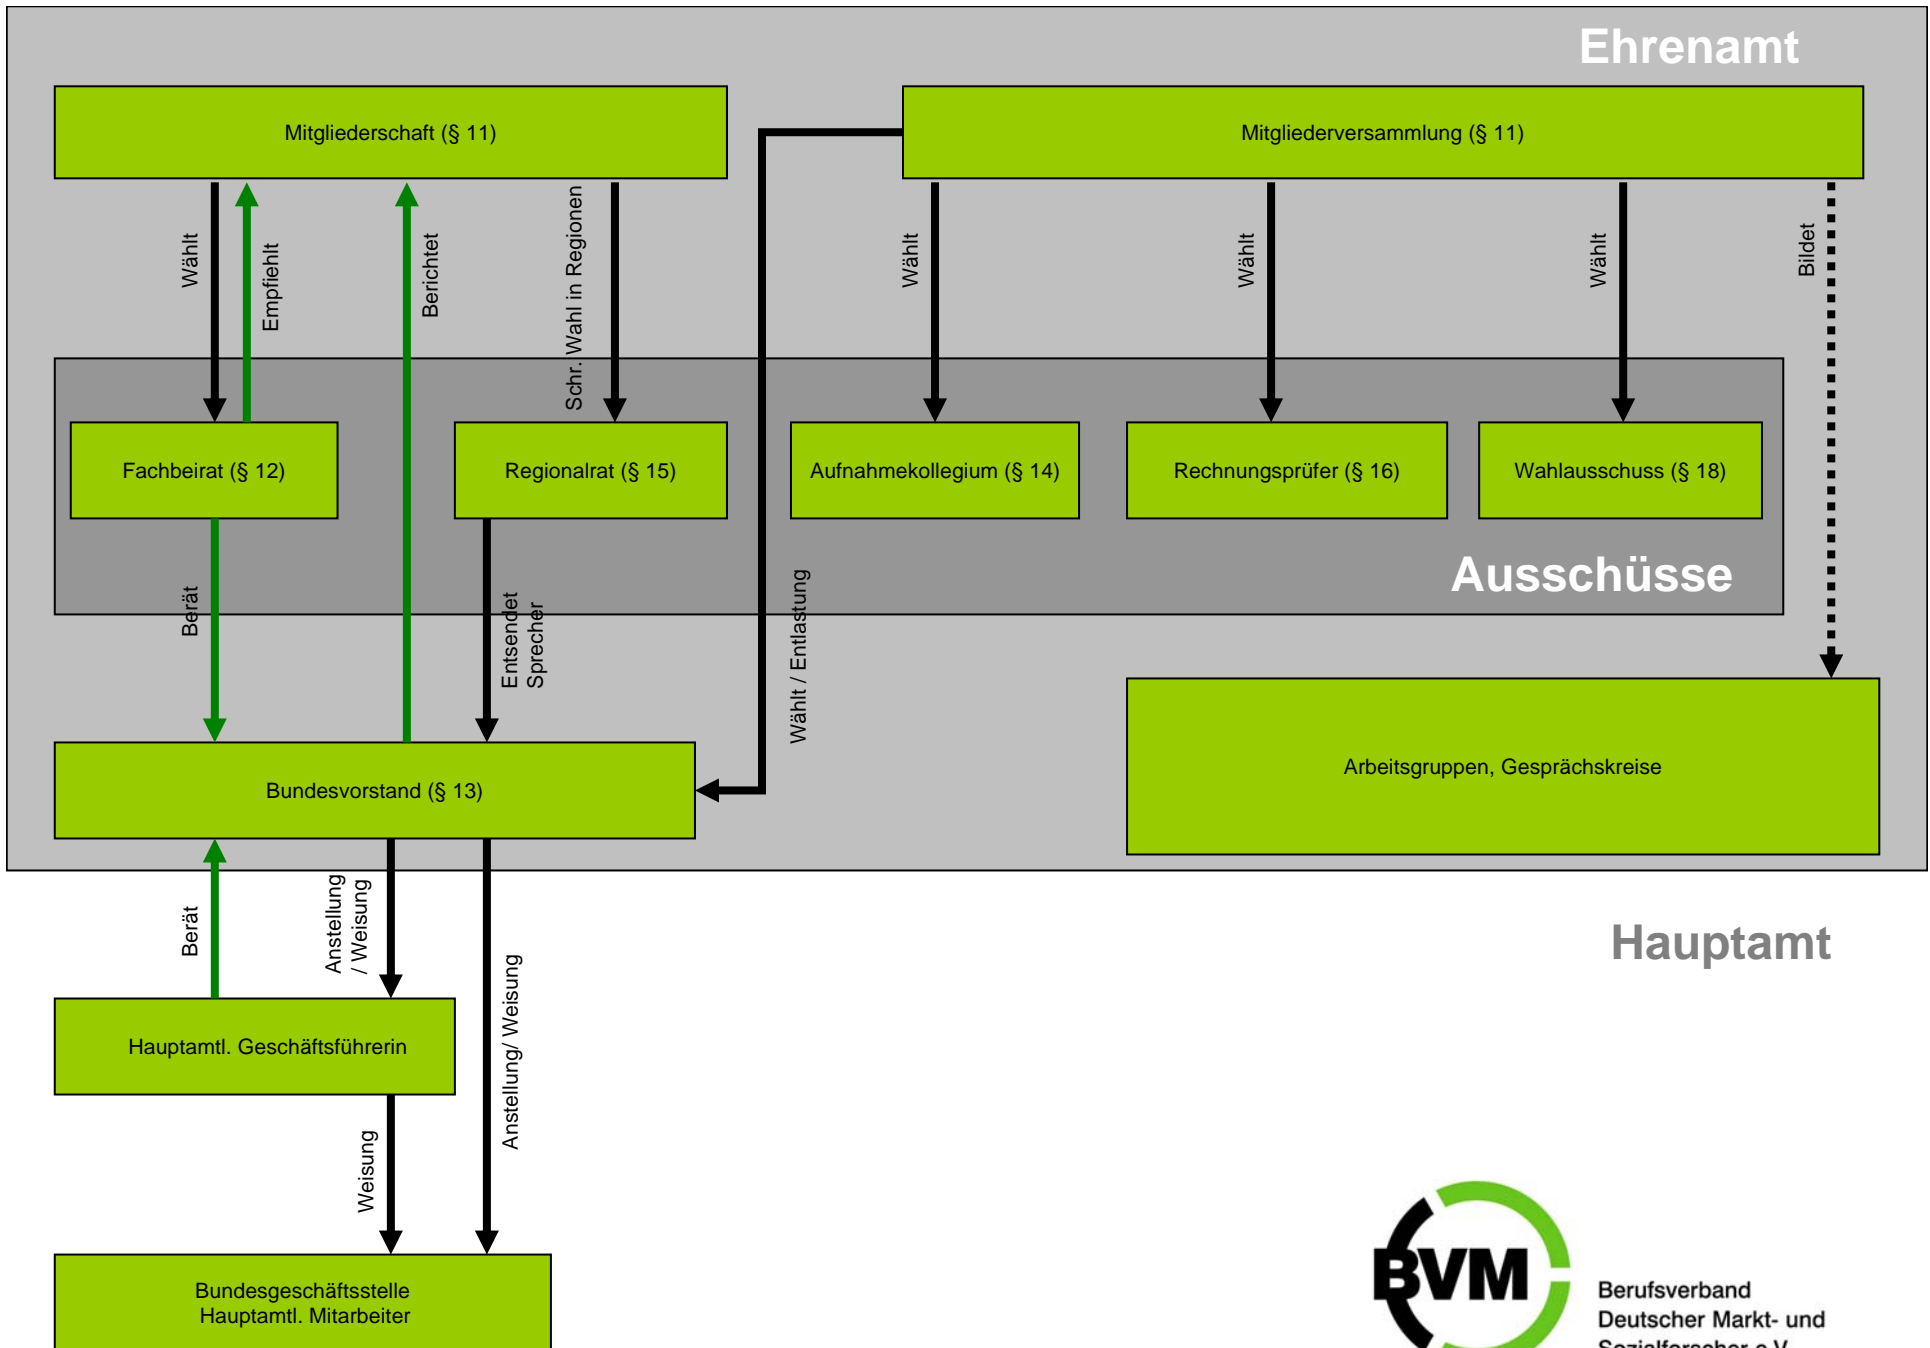 Ehrenamt
Mitgliederschaft (§ 11)
Mitgliederversammlung (§ 11)
Wählt
Empfiehlt
Berichtet
Schr. Wahl in Regionen
Wählt
Wählt
Wählt
Bildet
Fachbeirat (§ 12)
Regionalrat (§ 15)
Aufnahmekollegium (§ 14)
Rechnungsprüfer (§ 16)
Wahlausschuss (§ 18)
Ausschüsse
Berät
Entsendet
Sprecher
Wählt / Entlastung
Bundesvorstand (§ 13)
Arbeitsgruppen, Gesprächskreise
Berät
Anstellung
/ Weisung
Anstellung/ Weisung
Hauptamt
Hauptamtl. Geschäftsführerin
Weisung
Bundesgeschäftsstelle
Hauptamtl. Mitarbeiter
BVM
Berufsverband
Deutscher Markt- und
Sozialforscher e.V.